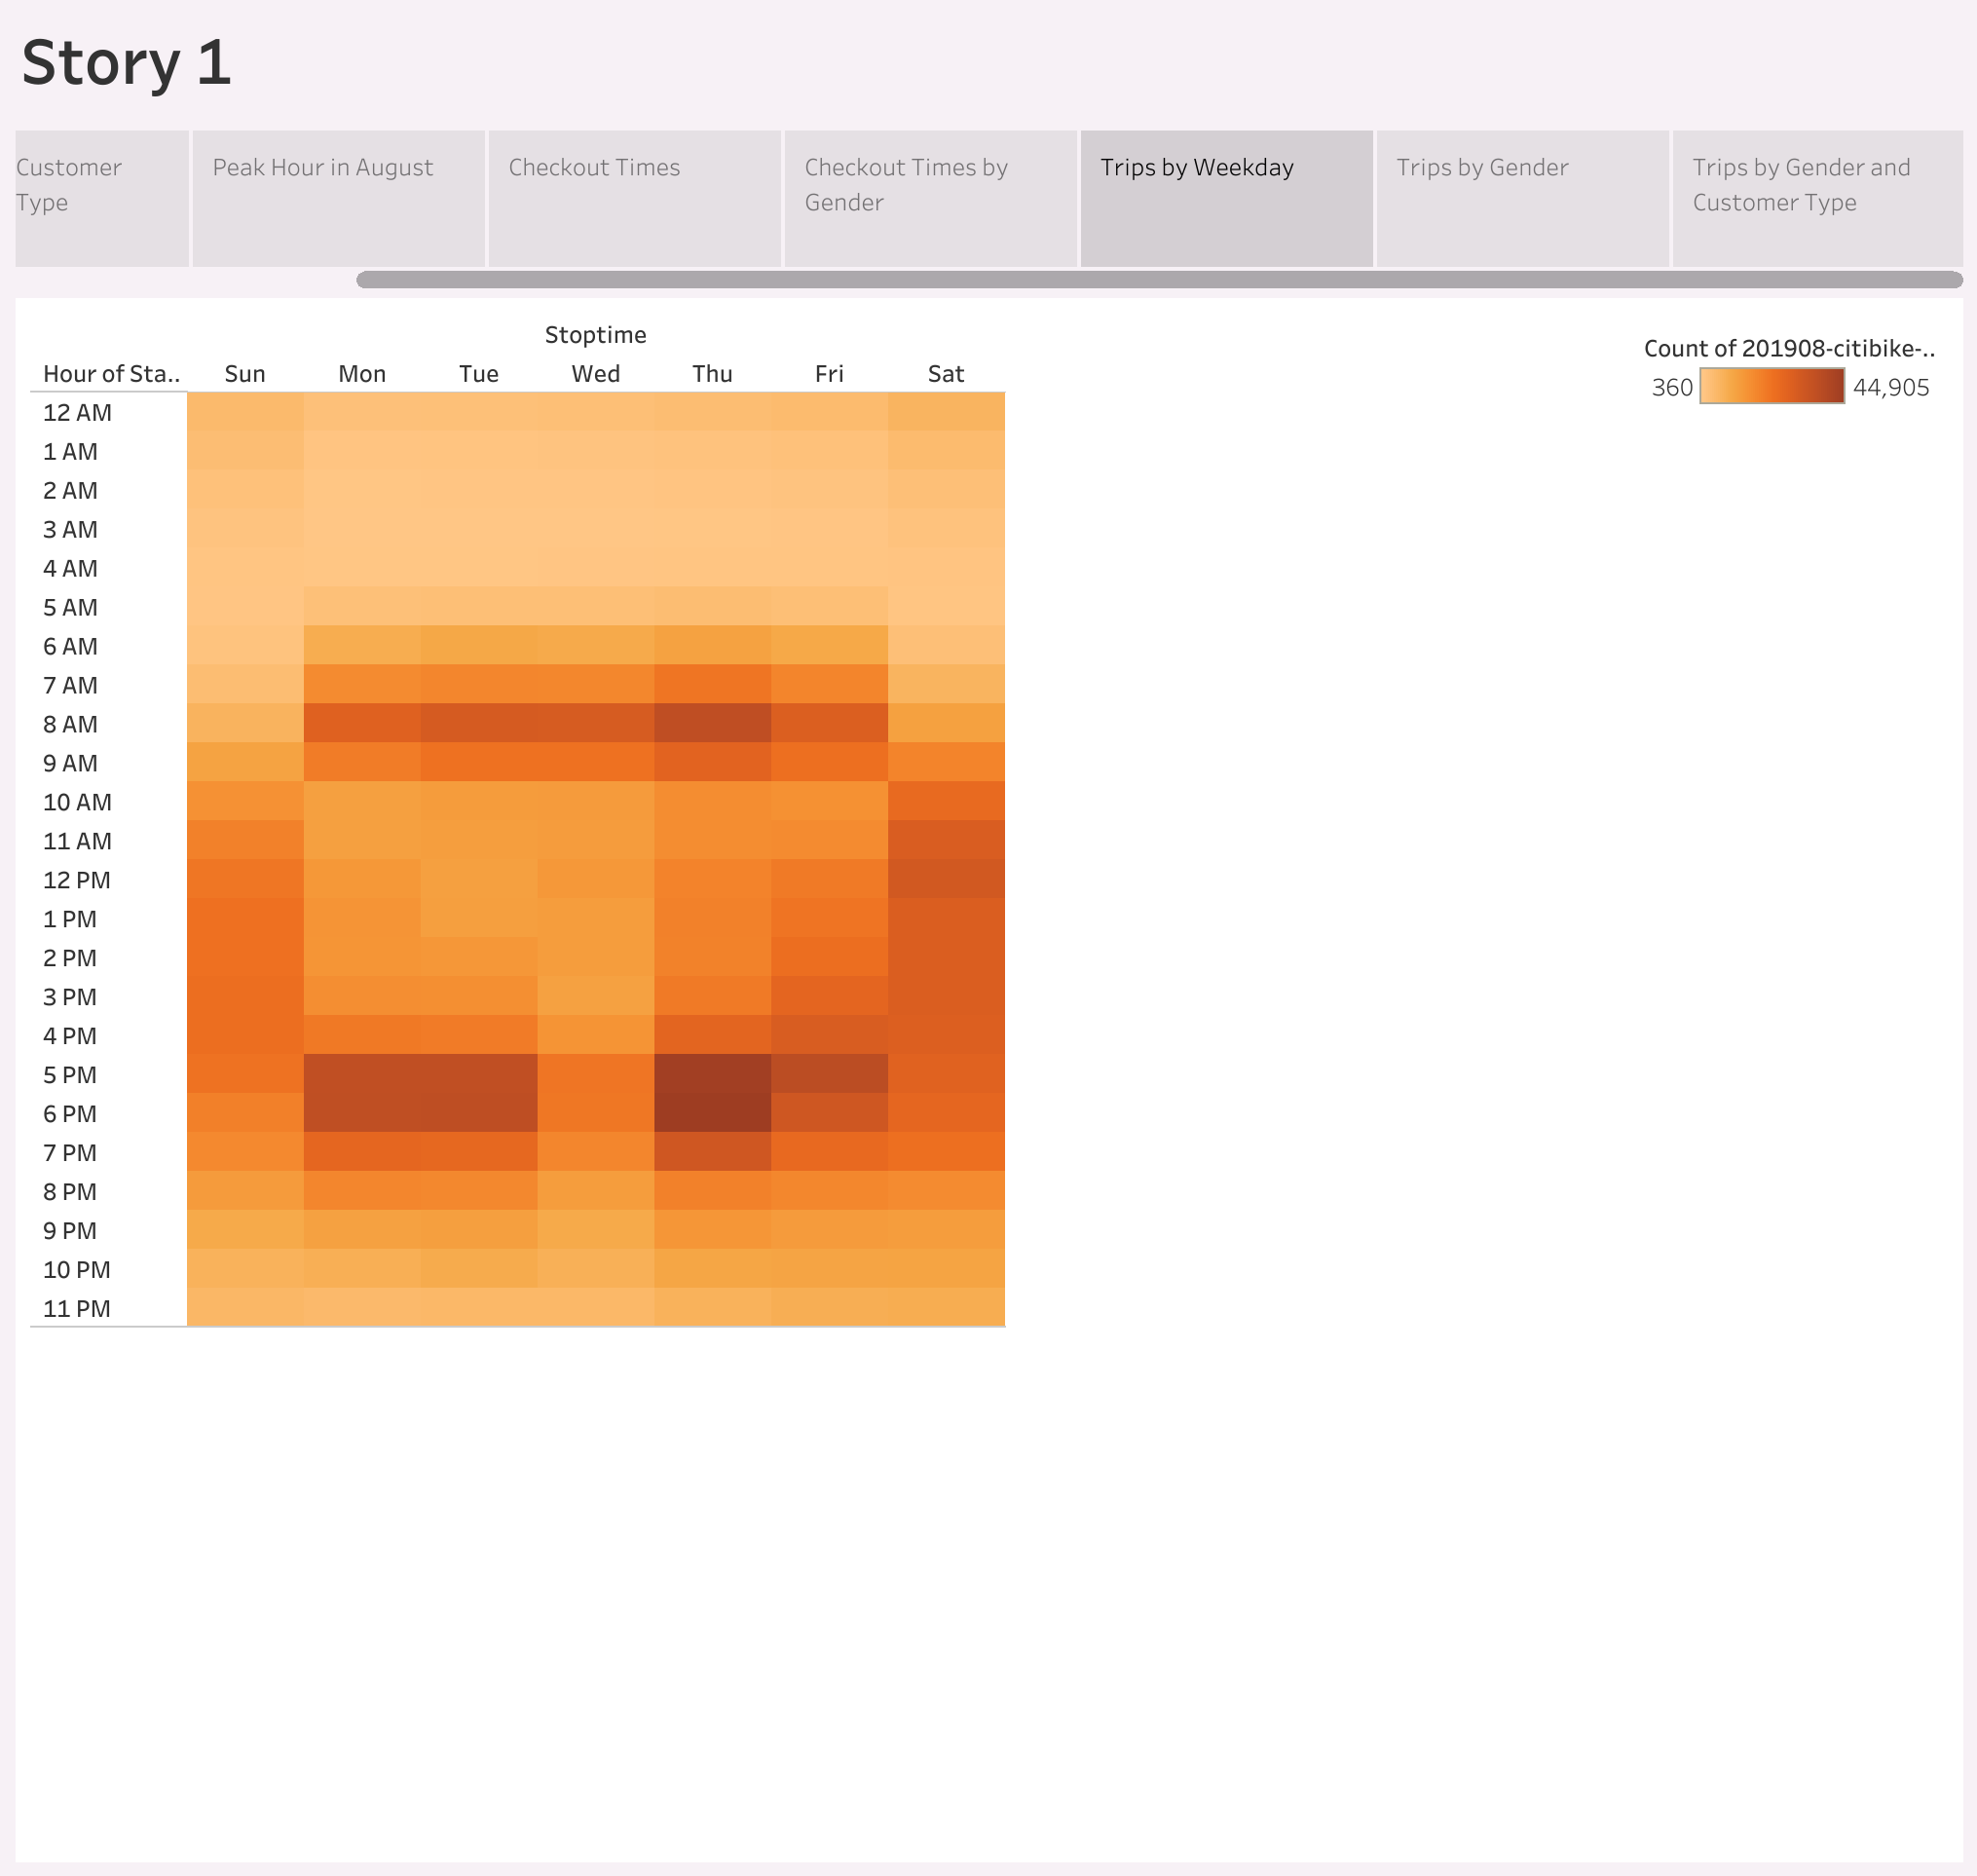 Story 1
Customer
Type
Peak Hour in August
Checkout Times
Checkout Times by
Gender
Trips by Weekday
Trips by Gender
Trips by Gender and
Customer Type
Stoptime
Hour of Sta.. Sun Mon Tue Wed Thu Fri Sat
12 AM
1 AM
2 AM
3 AM
4 AM
5 AM
6 AM
7 AM
8 AM
9 AM
10 AM
11 AM
12 PM
1 PM
2 PM
3 PM
4 PM
5 PM
6 PM
7 PM
8 PM
9 PM
10 PM
11 PM
Count of 201908-citibike-..
360 44,905